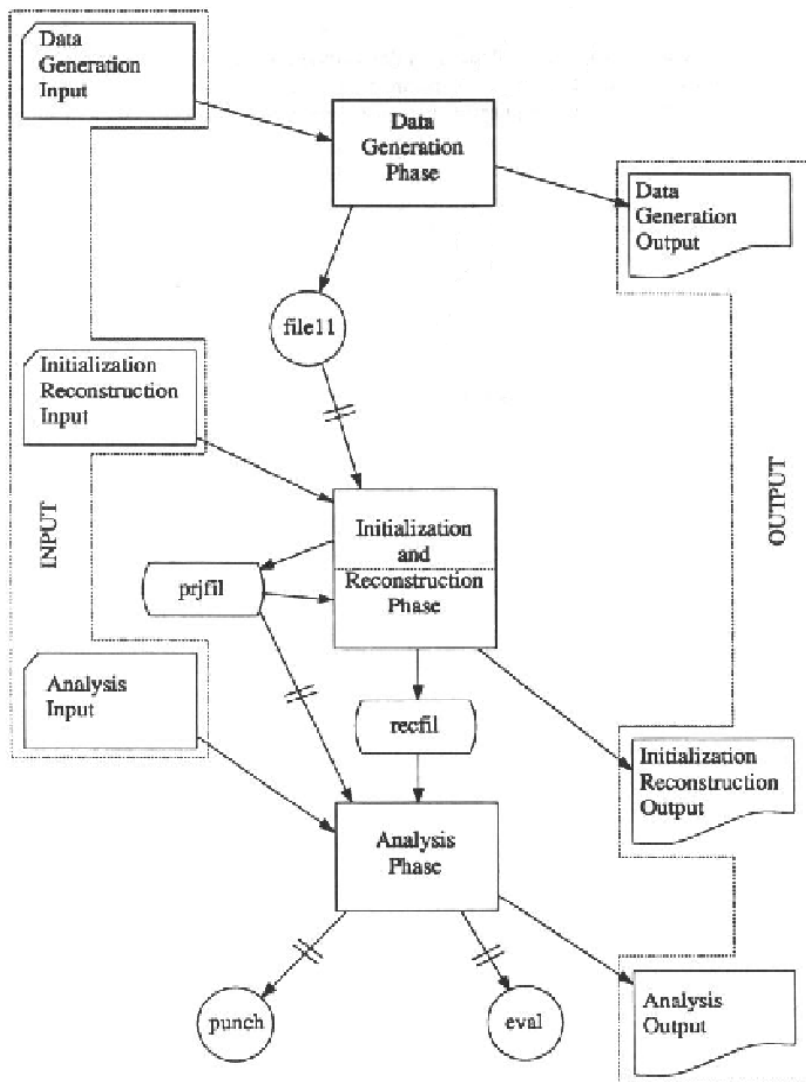 Data
Generation
Input
Data
Generation
Phase
Data
Generation
Output
file11
Initialization
Reconstruction
Input
INPUT
OUTPUT
Initialization
and
Reconstruction
Phase
prjfil
Analysis
Input
recfil
Initialization
Reconstruction
Output
Analysis
Phase
punch
eval
Analysis
Output